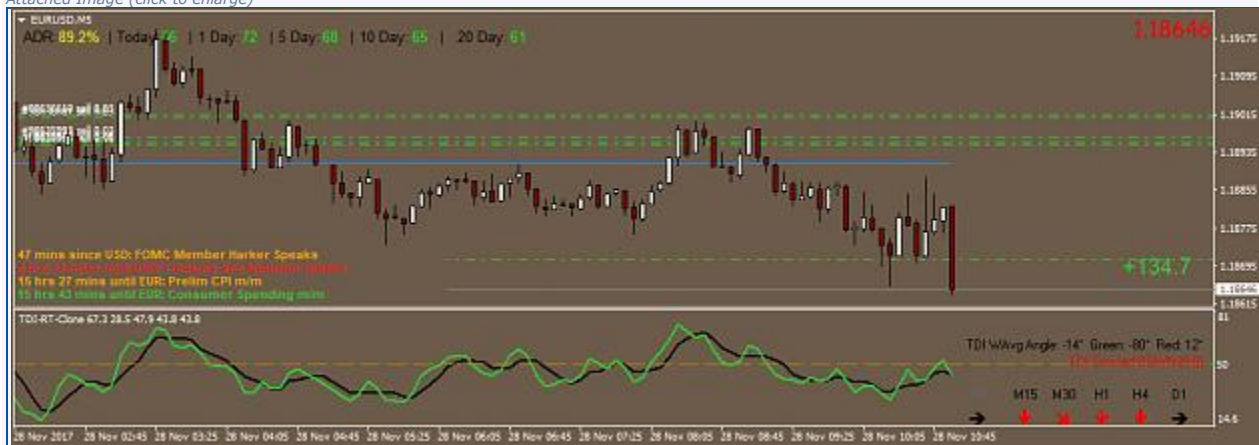 Attached Image (click to enlarge)
EURUSD.M5
ADR: 89.2% | Today: | 1 Day: 72 | 5 Day: 68 | 10 Day: 65 | 20 Day: 61
1.18646
1.19175
1.19095
1.19015
1.18935
1.18855
1.18775
1.18695
1.18646
1.18615
sell
sell
47 mins since USD: FOMC Member Harker Speaks
16 hrs 27 mins until EUR: Prelim CPI m/m
15 hrs 43 mins until EUR: Consumer Spending m/m
+134.7
TDI-RT-Clone 67.3 28.5 47.9 43.8 43.8
81
TDI WAvg Angle: -14° Green: -80° Red: 12°
50
M15 M30 H1 H4 D1
14.6
28 Nov 2017 28 Nov 02:45 28 Nov 03:25 28 Nov 04:05 28 Nov 04:45 28 Nov 05:25 28 Nov 06:05 28 Nov 06:45 28 Nov 07:25 28 Nov 08:05 28 Nov 08:45 28 Nov 09:25 28 Nov 10:05 28 Nov 10:45